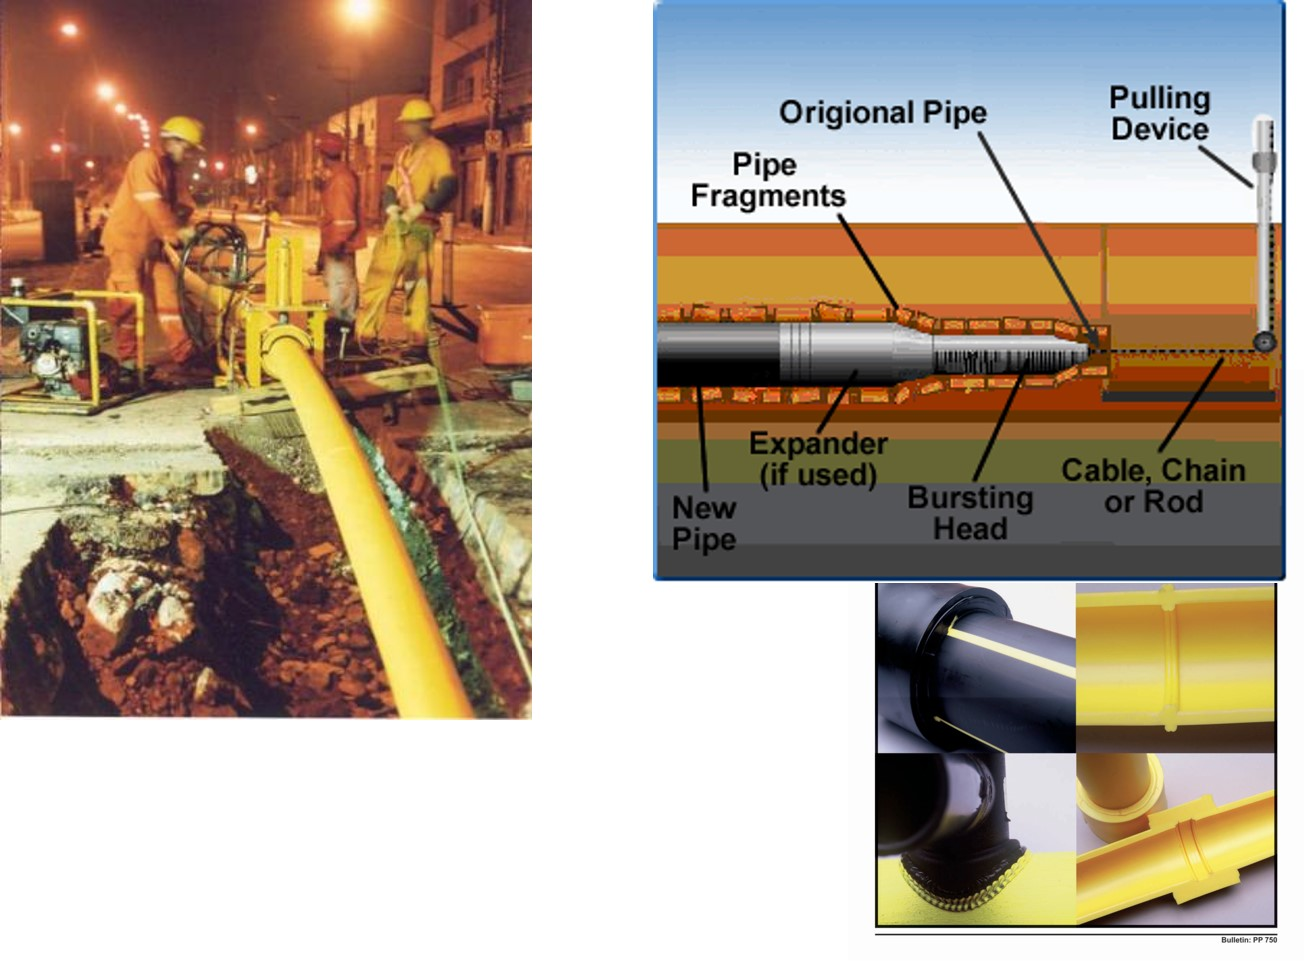 Origional Pipe
Pulling
Device
Pipe
Fragments
Expander
(if used)
Cable, Chain
or Rod
Bursting
Head
New
Pipe
Bulletin: PP 750